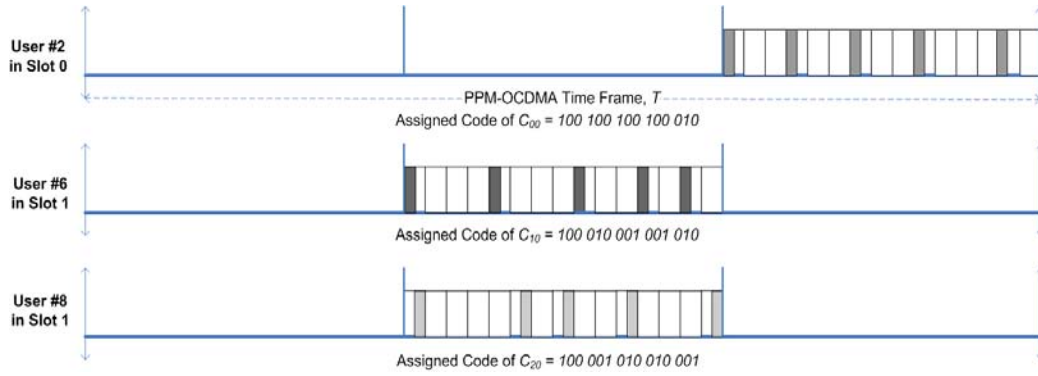 User #2
in Slot 0
PPM-OCDMA Time Frame, T
Assigned Code of C00 = 100 100 100 100 010
User #6
in Slot 1
Assigned Code of C10 = 100 010 001 001 010
User #8
in Slot 1
Assigned Code of C20 = 100 001 010 010 001